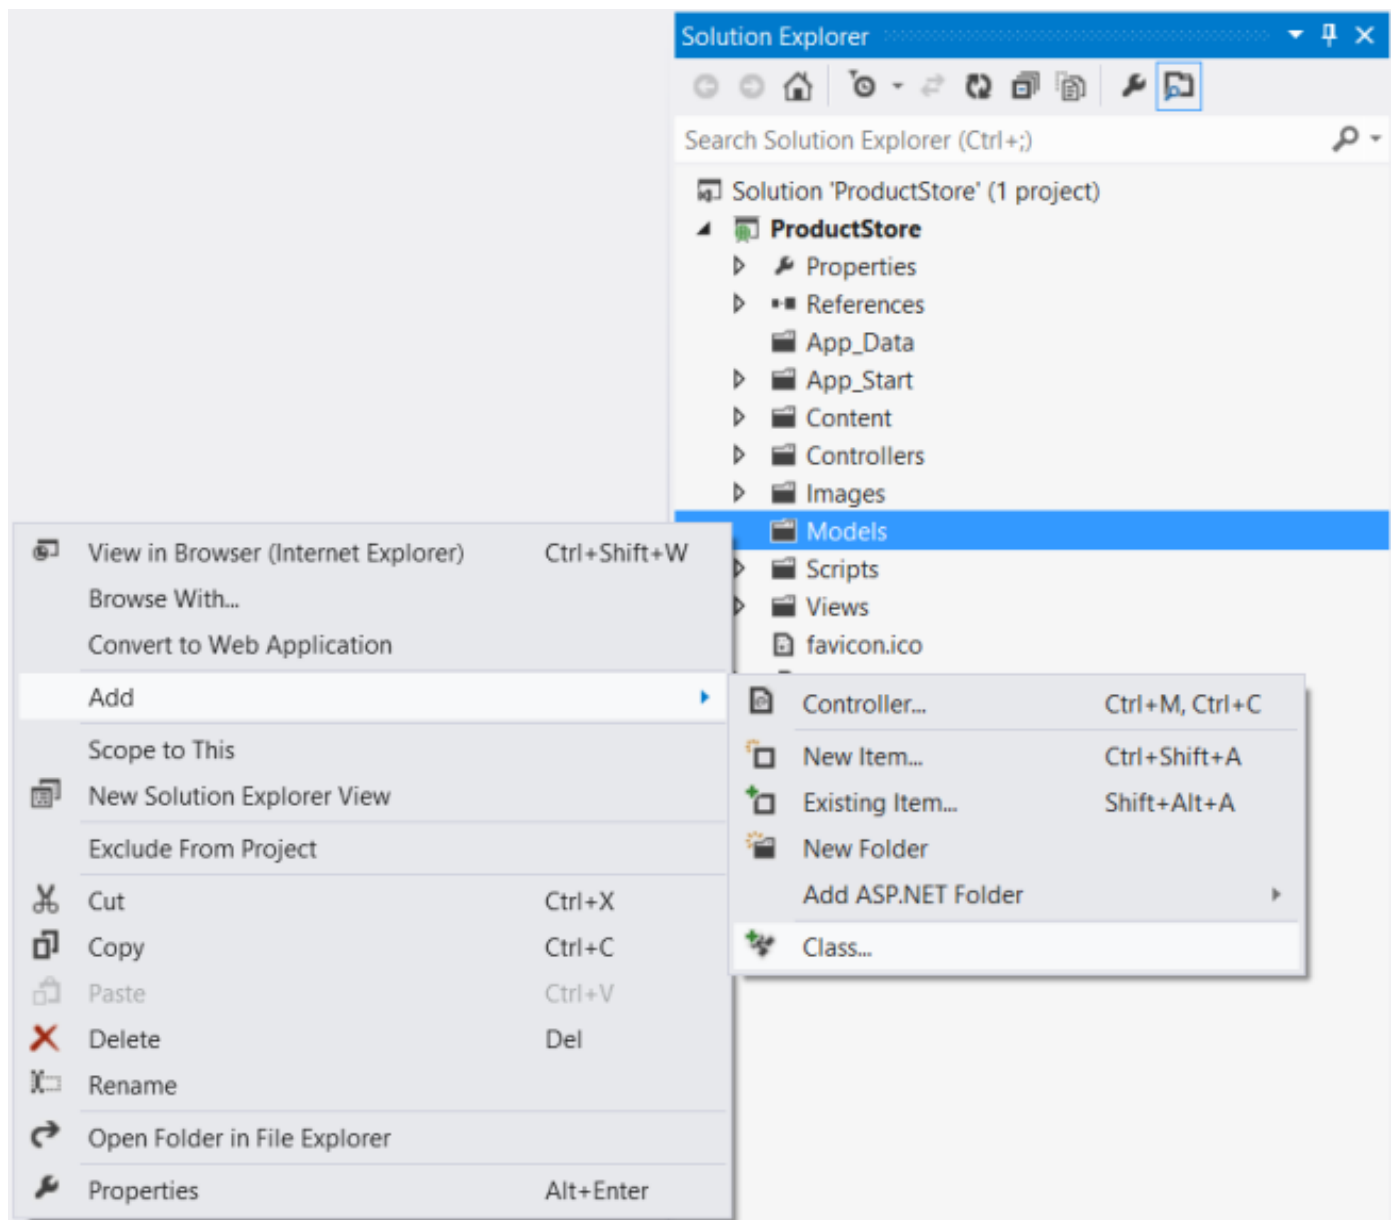 Solution Explorer
Search Solution Explorer (Ctrl+;)
Solution 'ProductStore' (1 project)
ProductStore
Properties
References
App_Data
App_Start
Content
Controllers
Images
Models
Scripts
Views
favicon.ico
View in Browser (Internet Explorer) Ctrl+Shift+W
Browse With...
Convert to Web Application
Add
Scope to This
New Solution Explorer View
Exclude From Project
Cut Ctrl+X
Copy Ctrl+C
Paste Ctrl+V
Delete Del
Rename
Open Folder in File Explorer
Properties Alt+Enter
Controller... Ctrl+M, Ctrl+C
New Item... Ctrl+Shift+A
Existing Item... Shift+Alt+A
New Folder
Add ASP.NET Folder
Class...